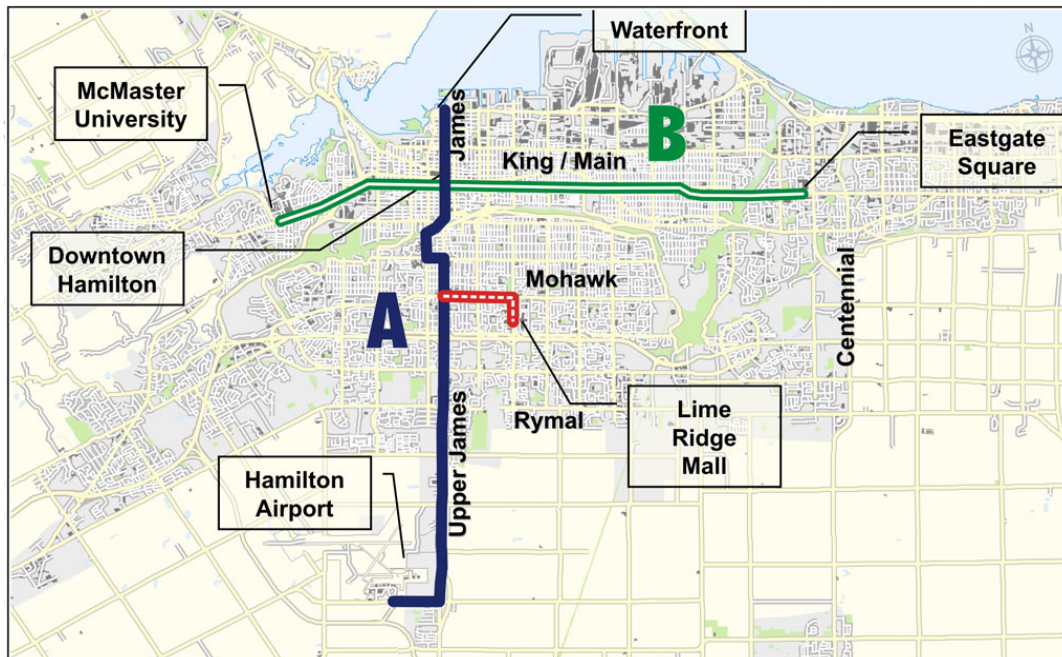 Waterfront
McMaster
University
James
B
King / Main
Eastgate
Square
Downtown
Hamilton
Mohawk
A
Centennial
Upper James
Rymal
Lime
Ridge
Mall
Hamilton
Airport
N